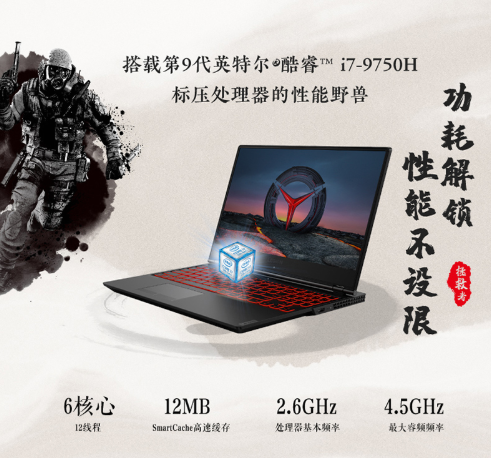 搭载第9代英特尔®酷睿™ i7-9750H
标压处理器的性能野兽
功耗解锁
性能不设限
拯救者
6核心
12线程
12MB
SmartCache高速缓存
2.6GHz
处理器基本频率
4.5GHz
最大睿频频率